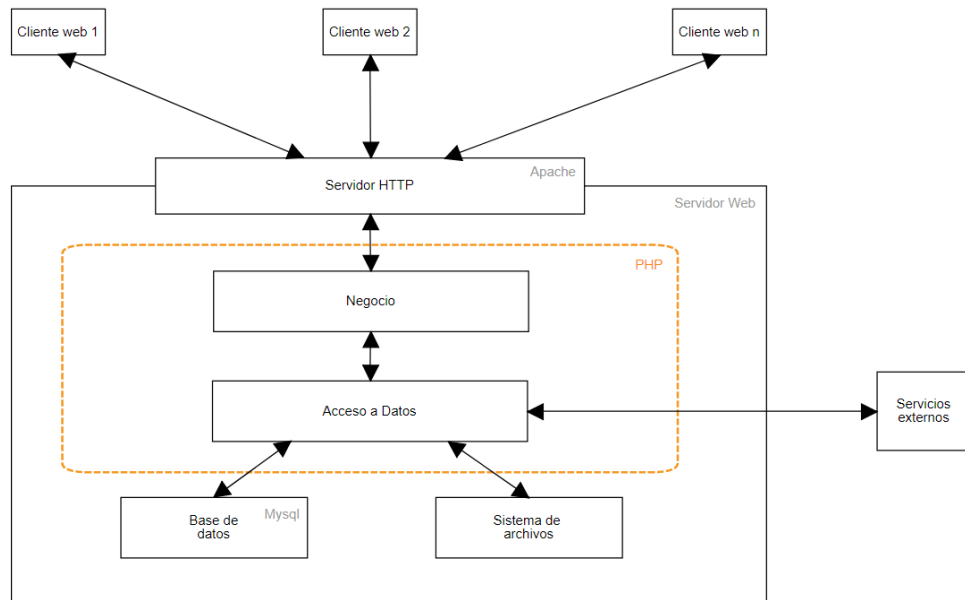 Cliente web 1
Cliente web 2
Cliente web n
Apache
Servidor HTTP
Servidor Web
PHP
Negocio
Acceso a Datos
Servicios
externos
Mysql
Base de
datos
Sistema de
archivos